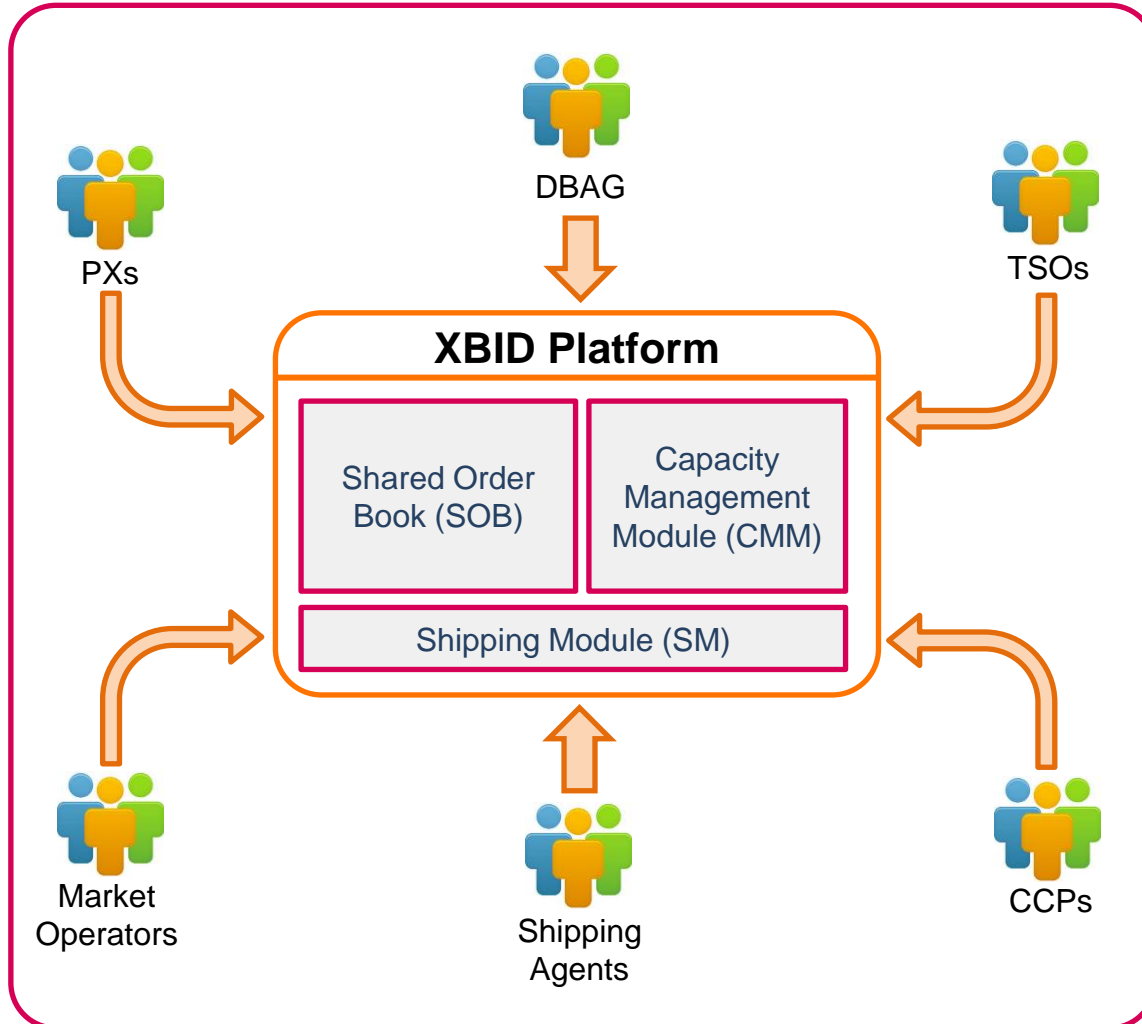 DBAG
PXs
TSOs
XBID Platform
Shared Order
Book (SOB)
Capacity
Management
Module (CMM)
Shipping Module (SM)
Market
Operators
Shipping
Agents
CCPs